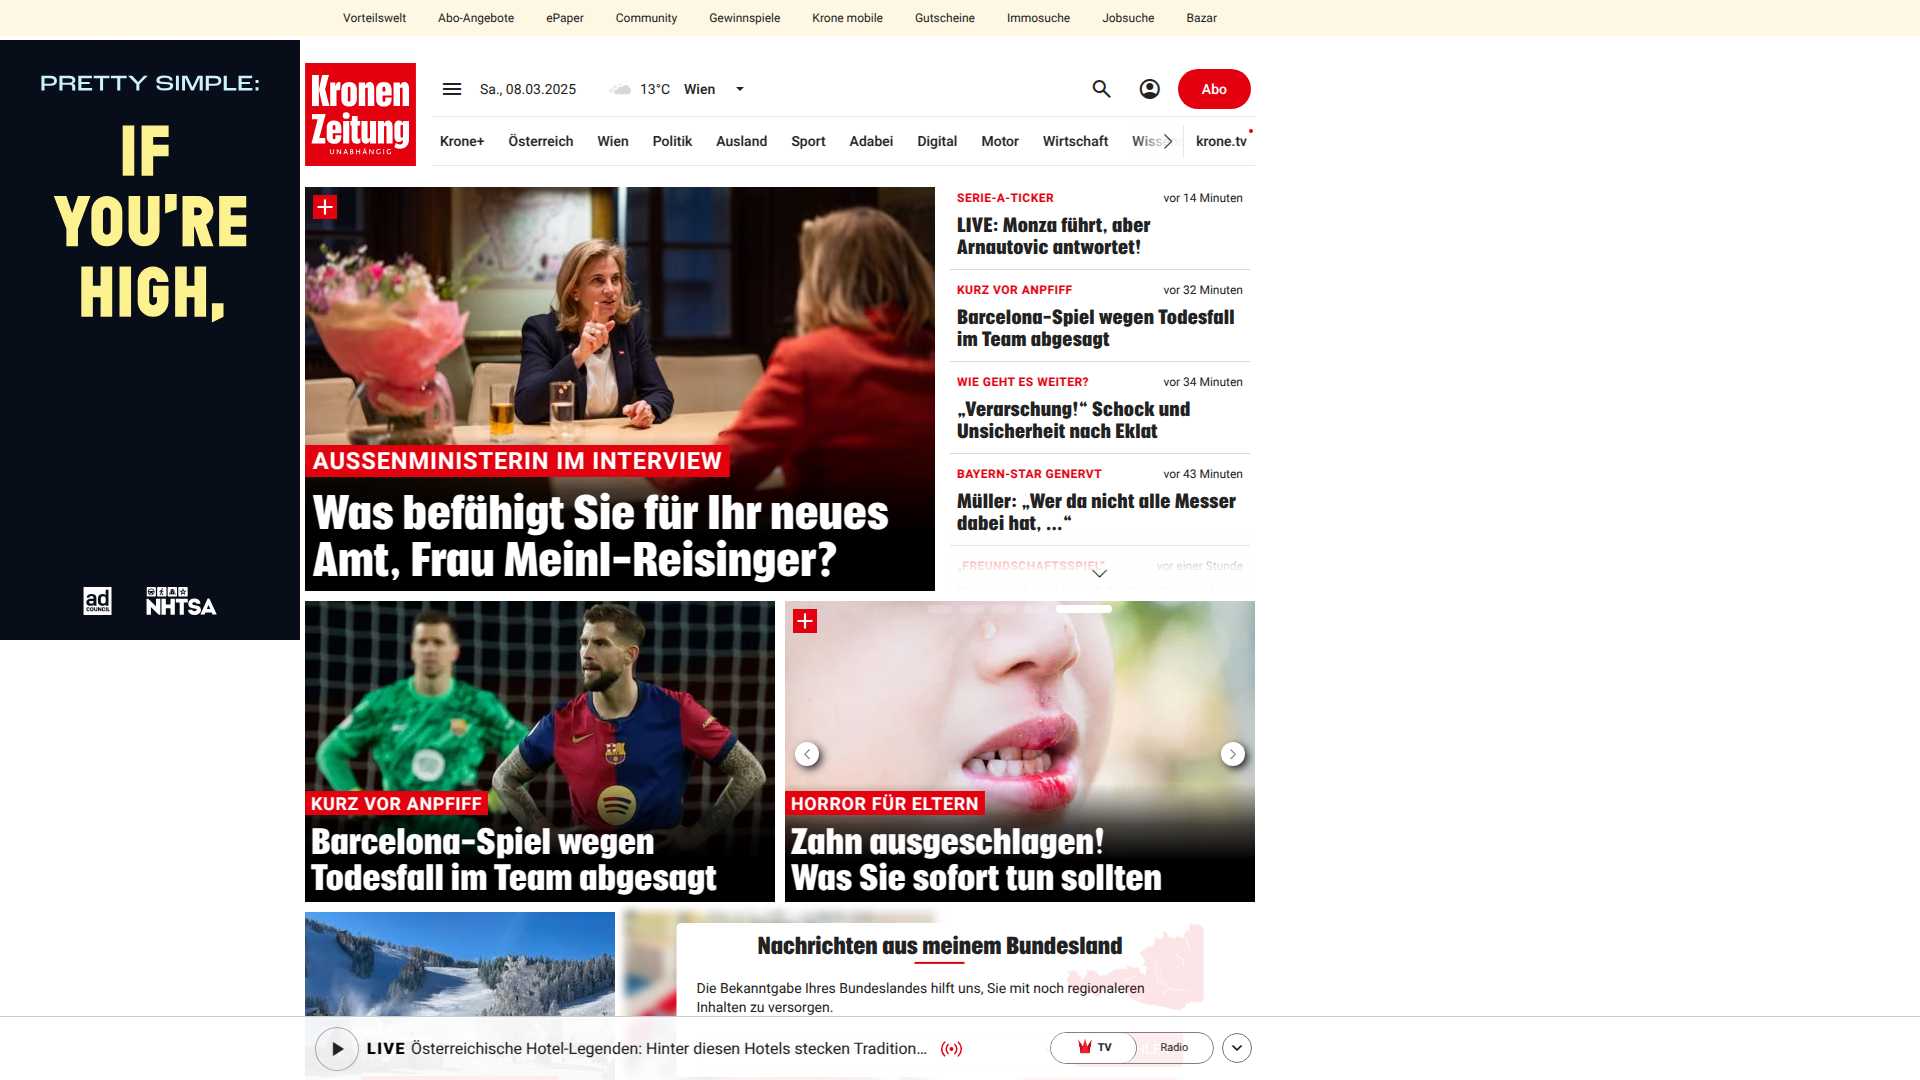 Vorteilswelt Abo-Angebote ePaper Community Gewinnspiele Krone mobile Gutscheine Immosuche Jobsuche Bazar
PRETTY SIMPLE:
IF
YOU'RE
HIGH,
ad
COUNCIL
NHTSA
Kronen
Zeitung
UNABHÄNGIG
Sa., 08.03.2025 13°C Wien
Abo
Krone+ Österreich Wien Politik Ausland Sport Adabei Digital Motor Wirtschaft krone.tv
AUSSENMINISTERIN IM INTERVIEW
Was befähigt Sie für Ihr neues
Amt, Frau Meinl-Reisinger?
SERIE-A-TICKER vor 14 Minuten
LIVE: Monza führt, aber
Arnautovic antwortet!
KURZ VOR ANPFIFF vor 32 Minuten
Barcelona-Spiel wegen Todesfall
im Team abgesagt
WIE GEHT ES WEITER? vor 34 Minuten
„Verarschung!“ Schock und
Unsicherheit nach Eklat
BAYERN-STAR GENERVT vor 43 Minuten
Müller: „Wer da nicht alle Messer
dabei hat, ...“
„FREUNDSCHAFTSSPIEL“ vor einer Stunde
KURZ VOR ANPFIFF
Barcelona-Spiel wegen
Todesfall im Team abgesagt
HORROR FÜR ELTERN
Zahn ausgeschlagen!
Was Sie sofort tun sollten
Nachrichten aus meinem Bundesland
Die Bekanntgabe Ihres Bundeslandes hilft uns, Sie mit noch regionaleren
Inhalten zu versorgen.
LIVE Österreichische Hotel-Legenden: Hinter diesen Hotels stecken Tradition...
TV Radio